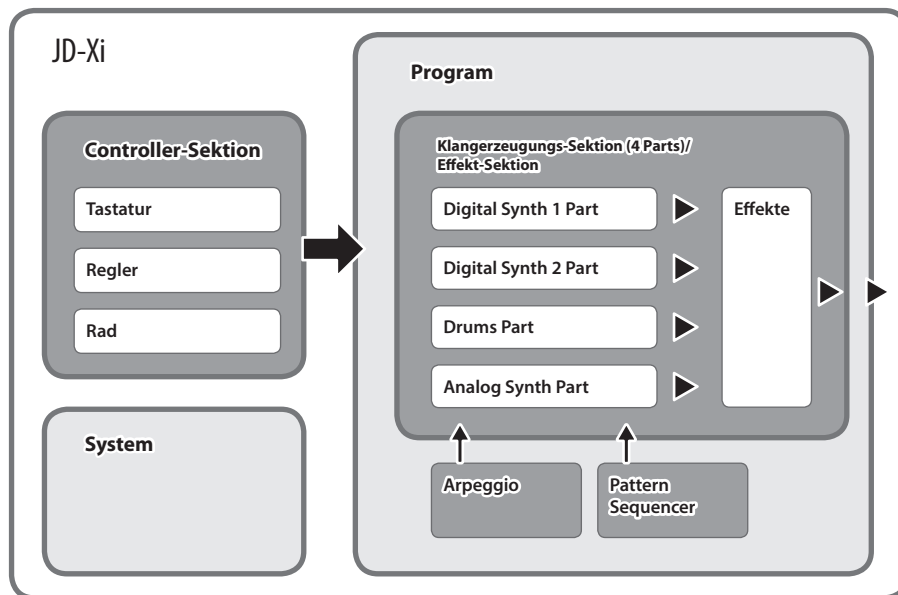 JD-Xi
Controller-Sektion
Tastatur
Regler
Rad
System
Program
Klangerzeugungs-Sektion (4 Parts)/
Effekt-Sektion
Digital Synth 1 Part
Digital Synth 2 Part
Drums Part
Analog Synth Part
Effekte
Arpeggio
Pattern
Sequencer